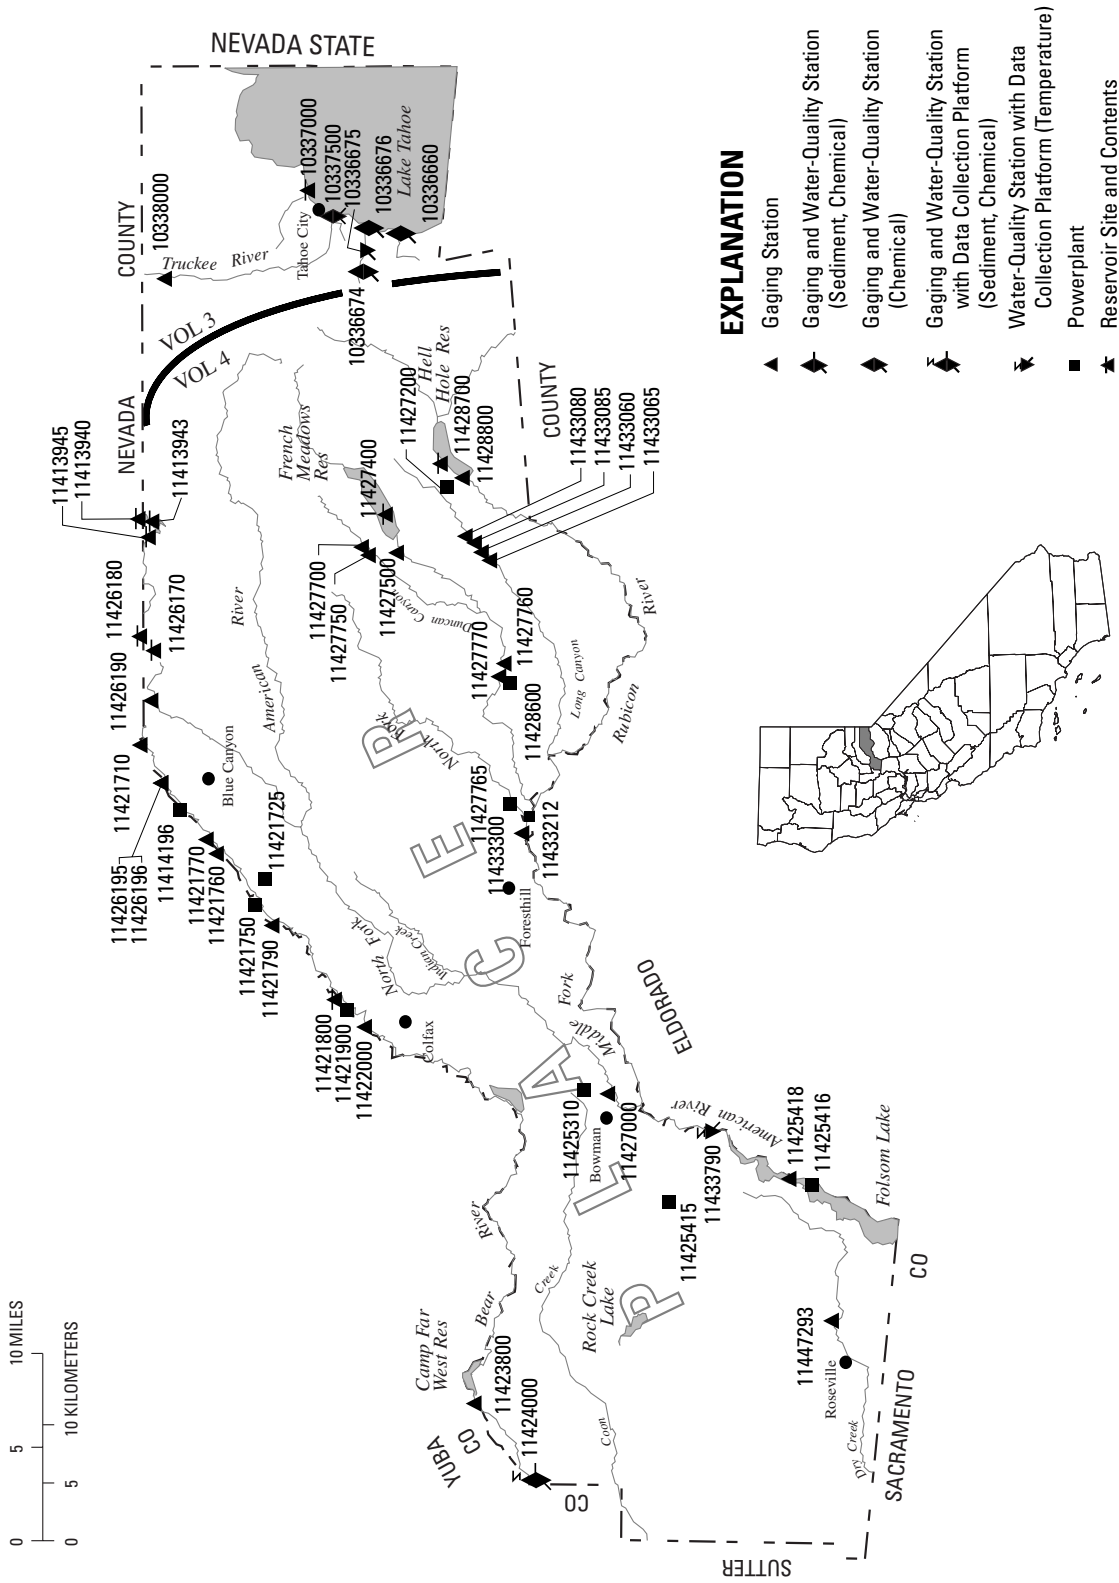 NEVADA STATE
COUNTY
NEVADA
10338000
Truckee River
Tahoe City
10337000
10337500
10336675
10336676
Lake Tahoe
10336660
10336674
VOL 3
VOL 4
11413945
11413940
11413943
11426180
11426170
11426190
11421710
11426195
11426196
11414196
11421770
11421760
Blue Canyon
11421725
11421750
11421790
11421800
11421900
11422000
Colfax
River
American
North Fork
Indian Creek
French
Meadows
Res
11427400
11427200
Hell
Hole Res
11428700
11428800
COUNTY
11433080
11433085
11433060
11433065
11427700
11427750
11427500
Duncan Canyon
11427770
11427760
11428600
Long Canyon
Rubicon
River
North Fork
11427765
11433300
11433212
Foresthill
PLACER
Middle Fork
ELDORADO
American River
11425310
Bowman
11427000
11433790
11425415
11425418
11425416
Folsom Lake
CO
Bear River
Camp Far
West Res
11423800
11424000
YUBA
CO
CO
Coon Creek
Rock Creek
Lake
11447293
Roseville
Dry Creek
SACRAMENTO
SUTTER
0 5 10 MILES
0 5 10 KILOMETERS
EXPLANATION
Gaging Station
Gaging and Water-Quality Station
(Sediment, Chemical)
Gaging and Water-Quality Station
(Chemical)
Gaging and Water-Quality Station
with Data Collection Platform
(Sediment, Chemical)
Water-Quality Station with Data
Collection Platform (Temperature)
Powerplant
Reservoir Site and Contents